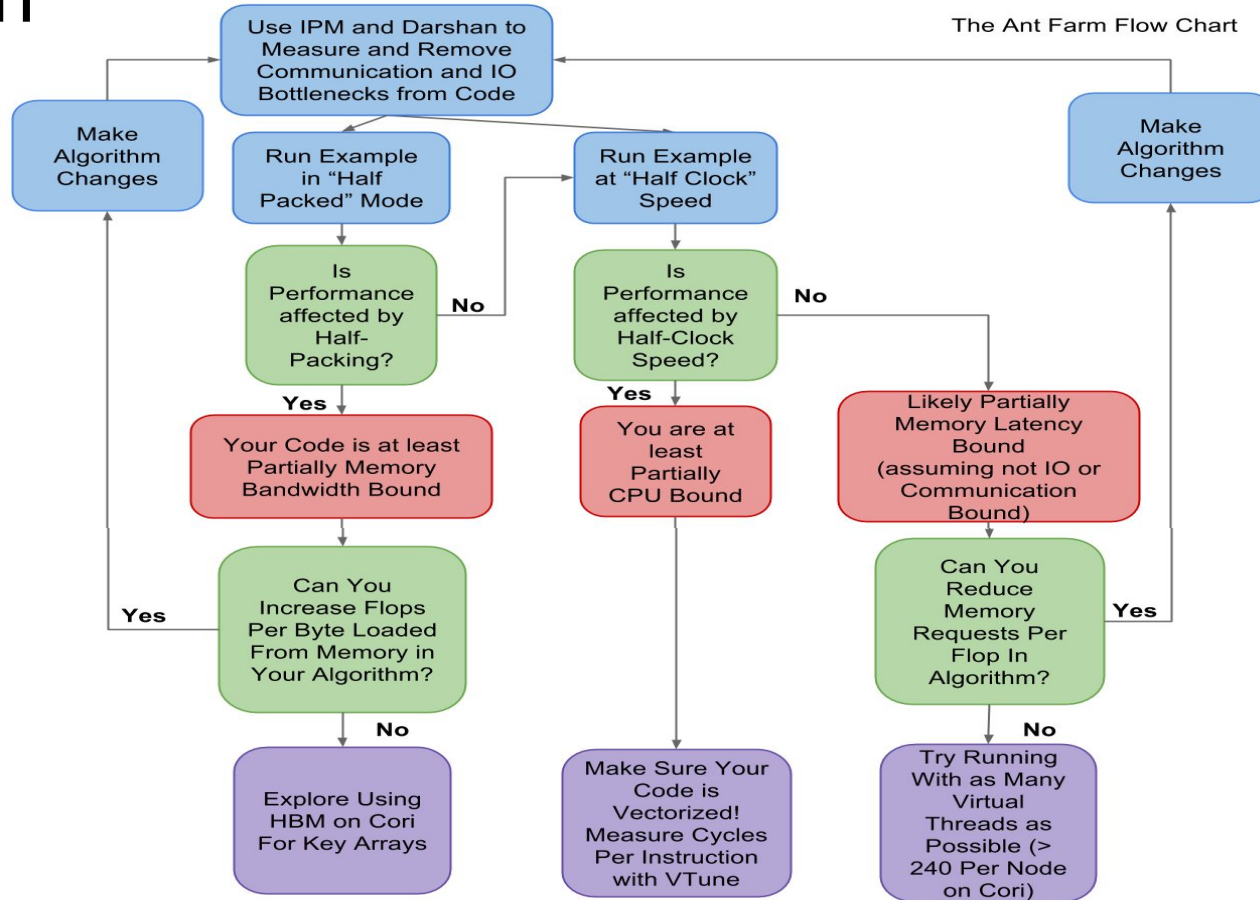 The Ant Farm Flow Chart
Use IPM and Darshan to
Measure and Remove
Communication and IO
Bottlenecks from Code
Make
Algorithm
Changes
Run Example
in “Half
Packed” Mode
Run Example
at “Half Clock”
Speed
Make
Algorithm
Changes
Is
Performance
affected by
Half-
Packing?
No
Is
Performance
affected by
Half-Clock
Speed?
No
Yes
Yes
Your Code is at least
Partially Memory
Bandwidth Bound
You are at
least
Partially
CPU Bound
Likely Partially
Memory Latency
Bound
(assuming not IO or
Communication
Bound)
Can You
Increase Flops
Per Byte Loaded
From Memory in
Your Algorithm?
Yes
Can You
Reduce
Memory
Requests Per
Flop In
Algorithm?
Yes
No
No
Explore Using
HBM on Cori
For Key Arrays
Make Sure Your
Code is
Vectorized!
Measure Cycles
Per Instruction
with VTune
Try Running
With as Many
Virtual
Threads as
Possible (>
240 Per Node
on Cori)